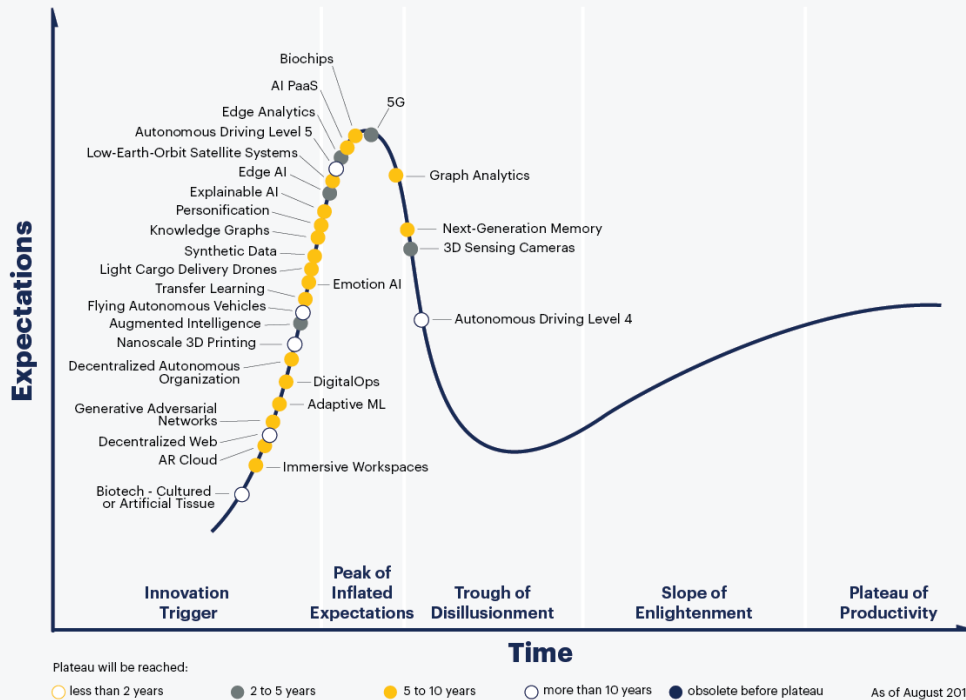 Biochips
AI PaaS
5G
Edge Analytics
Autonomous Driving Level 5
Low-Earth-Orbit Satellite Systems
Edge AI
Graph Analytics
Explainable AI
Personification
Knowledge Graphs
Next-Generation Memory
Synthetic Data
3D Sensing Cameras
Light Cargo Delivery Drones
Transfer Learning
Emotion AI
Flying Autonomous Vehicles
Augmented Intelligence
Autonomous Driving Level 4
Nanoscale 3D Printing
Decentralized Autonomous
Organization
DigitalOps
Generative Adversarial
Networks
Adaptive ML
Decentralized Web
AR Cloud
Immersive Workspaces
Biotech - Cultured
or Artificial Tissue
Expectations
Innovation
Trigger
Peak of
Inflated
Expectations
Trough of
Disillusionment
Slope of
Enlightenment
Plateau of
Productivity
Time
Plateau will be reached:
less than 2 years
2 to 5 years
5 to 10 years
more than 10 years
obsolete before plateau
As of August